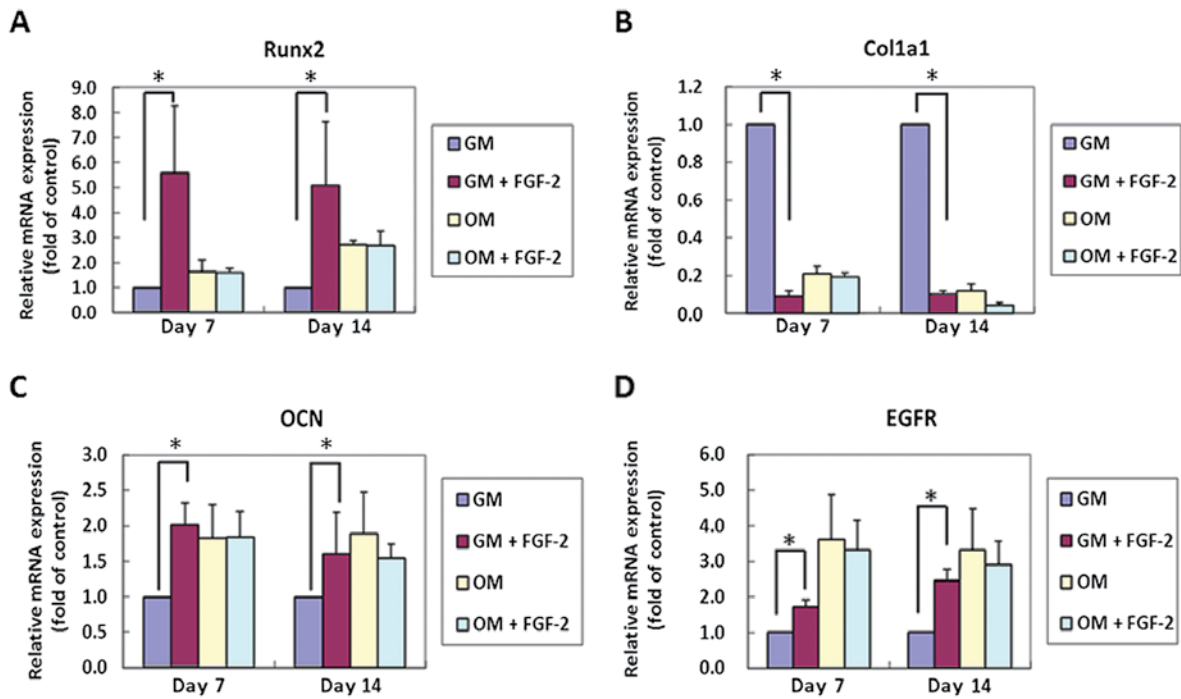 A
Runx2
Relative mRNA expression
(fold of control)
9.0
8.0
7.0
6.0
5.0
4.0
3.0
2.0
1.0
0.0
*
*
Day 7
Day 14
GM
GM + FGF-2
OM
OM + FGF-2
B
Col1a1
Relative mRNA expression
(fold of control)
1.2
1.0
0.8
0.6
0.4
0.2
0.0
*
*
Day 7
Day 14
GM
GM + FGF-2
OM
OM + FGF-2
C
OCN
Relative mRNA expression
(fold of control)
3.0
2.5
2.0
1.5
1.0
0.5
0.0
*
*
Day 7
Day 14
GM
GM + FGF-2
OM
OM + FGF-2
D
EGFR
Relative mRNA expression
(fold of control)
6.0
5.0
4.0
3.0
2.0
1.0
0.0
*
*
Day 7
Day 14
GM
GM + FGF-2
OM
OM + FGF-2